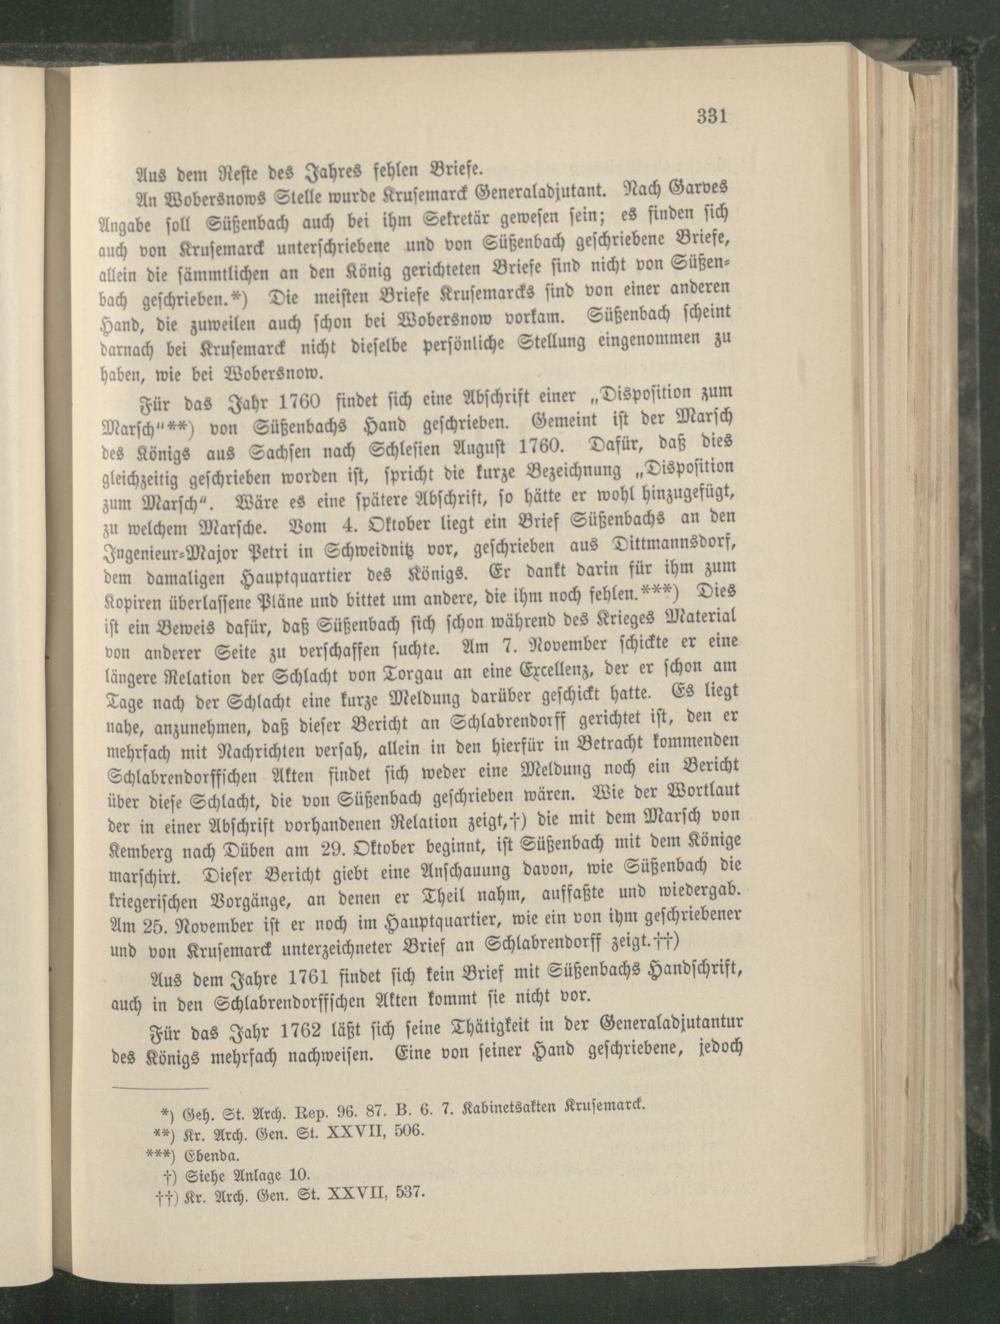 331
Aus dem Reste des Jahres fehlen Briefe.
An Wobersnows Stelle wurde Krusemarck Generaladjutant. Nach Garves
Angabe soll Süßenbach auch bei ihm Sekretär gewesen sein; es finden sich
auch von Krusemarck unterschriebene und von Süßenbach geschriebene Briefe,
allein die sämmtlichen an den König gerichteten Briefe sind nicht von Süßen-
bach geschrieben.*) Die meisten Briefe Krusemarcks sind von einer anderen
Hand, die zuweilen auch schon bei Wobersnow vorkam. Süßenbach scheint
darnach bei Krusemarck nicht dieselbe persönliche Stellung eingenommen zu
haben, wie bei Wobersnow.
Für das Jahr 1760 findet sich eine Abschrift einer „Disposition zum
Marsch"**) von Süßenbachs Hand geschrieben. Gemeint ist der Marsch
des Königs aus Sachsen nach Schlesien August 1760. Dafür, daß dies
gleichzeitig geschrieben worden ist, spricht die kurze Bezeichnung „Disposition
zum Marsch". Wäre es eine spätere Abschrift, so hätte er wohl hinzugefügt,
zu welchem Marsche. Vom 4. Oktober liegt ein Brief Süßenbachs an den
Ingenieur-Major Petri in Schweidnitz vor, geschrieben aus Dittmannsdorf,
dem damaligen Hauptquartier des Königs. Er dankt darin für ihm zum
Kopiren überlassene Pläne und bittet um andere, die ihm noch fehlen.***) Dies
ist ein Beweis dafür, daß Süßenbach sich schon während des Krieges Material
von anderer Seite zu verschaffen suchte. Am 7. November schickte er eine
längere Relation der Schlacht von Torgau an eine Excellenz, der er schon am
Tage nach der Schlacht eine kurze Meldung darüber geschickt hatte. Es liegt
nahe, anzunehmen, daß dieser Bericht an Schlabrendorff gerichtet ist, den er
mehrfach mit Nachrichten versah, allein in den hierfür in Betracht kommenden
Schlabrendorffschen Akten findet sich weder eine Meldung noch ein Bericht
über diese Schlacht, die von Süßenbach geschrieben wären. Wie der Wortlaut
der in einer Abschrift vorhandenen Relation zeigt,†) die mit dem Marsch von
Kemberg nach Düben am 29. Oktober beginnt, ist Süßenbach mit dem Könige
marschirt. Dieser Bericht giebt eine Anschauung davon, wie Süßenbach die
kriegerischen Vorgänge, an denen er Theil nahm, auffaßte und wiedergab.
Am 25. November ist er noch im Hauptquartier, wie ein von ihm geschriebener
und von Krusemarck unterzeichneter Brief an Schlabrendorff zeigt.††)
Aus dem Jahre 1761 findet sich kein Brief mit Süßenbachs Handschrift,
auch in den Schlabrendorffschen Akten kommt sie nicht vor.
Für das Jahr 1762 läßt sich seine Thätigkeit in der Generaladjutantur
des Königs mehrfach nachweisen. Eine von seiner Hand geschriebene, jedoch
*) Geh. St. Arch. Rep. 96. 87. B. 6. 7. Kabinetsakten Krusemarck.
**) Kr. Arch. Gen. St. XXVII, 506.
***) Ebenda.
†) Siehe Anlage 10.
††) Kr. Arch. Gen. St. XXVII, 537.